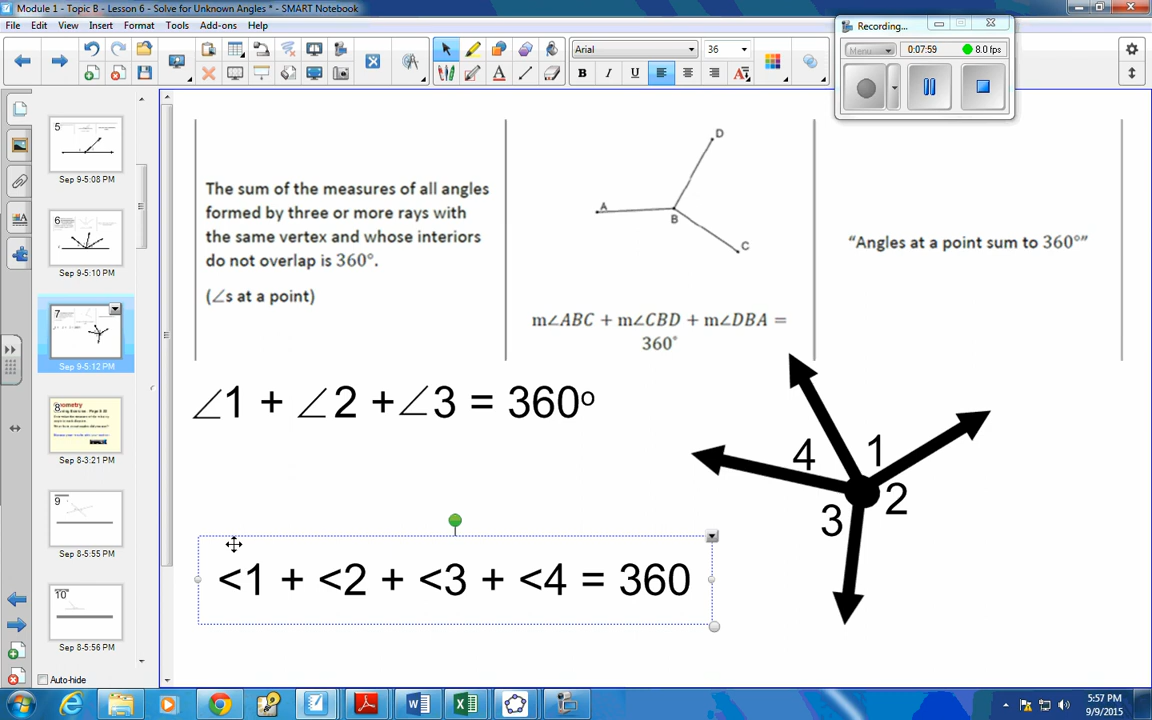 Module 1 - Topic B - Lesson 6 - Solve for Unknown Angles * - SMART Notebook
File Edit View Insert Format Tools Add-ons Help
Recording...
Menu 0:07:59 8.0 fps
Arial 36
B I U A
5
Sep 9-5:08 PM
6
Sep 9-5:10 PM
7
Sep 9-5:12 PM
8
Sep 8-3:21 PM
9
Sep 8-5:55 PM
10
Sep 8-5:56 PM
Auto-hide
The sum of the measures of all angles
formed by three or more rays with
the same vertex and whose interiors
do not overlap is 360°.
(∠s at a point)
D
A
B
C
m∠ABC + m∠CBD + m∠DBA =
360°
“Angles at a point sum to 360°”
∠1 + ∠2 +∠3 = 360o
4 1
3 2
<1 + <2 + <3 + <4 = 360
5:57 PM
9/9/2015